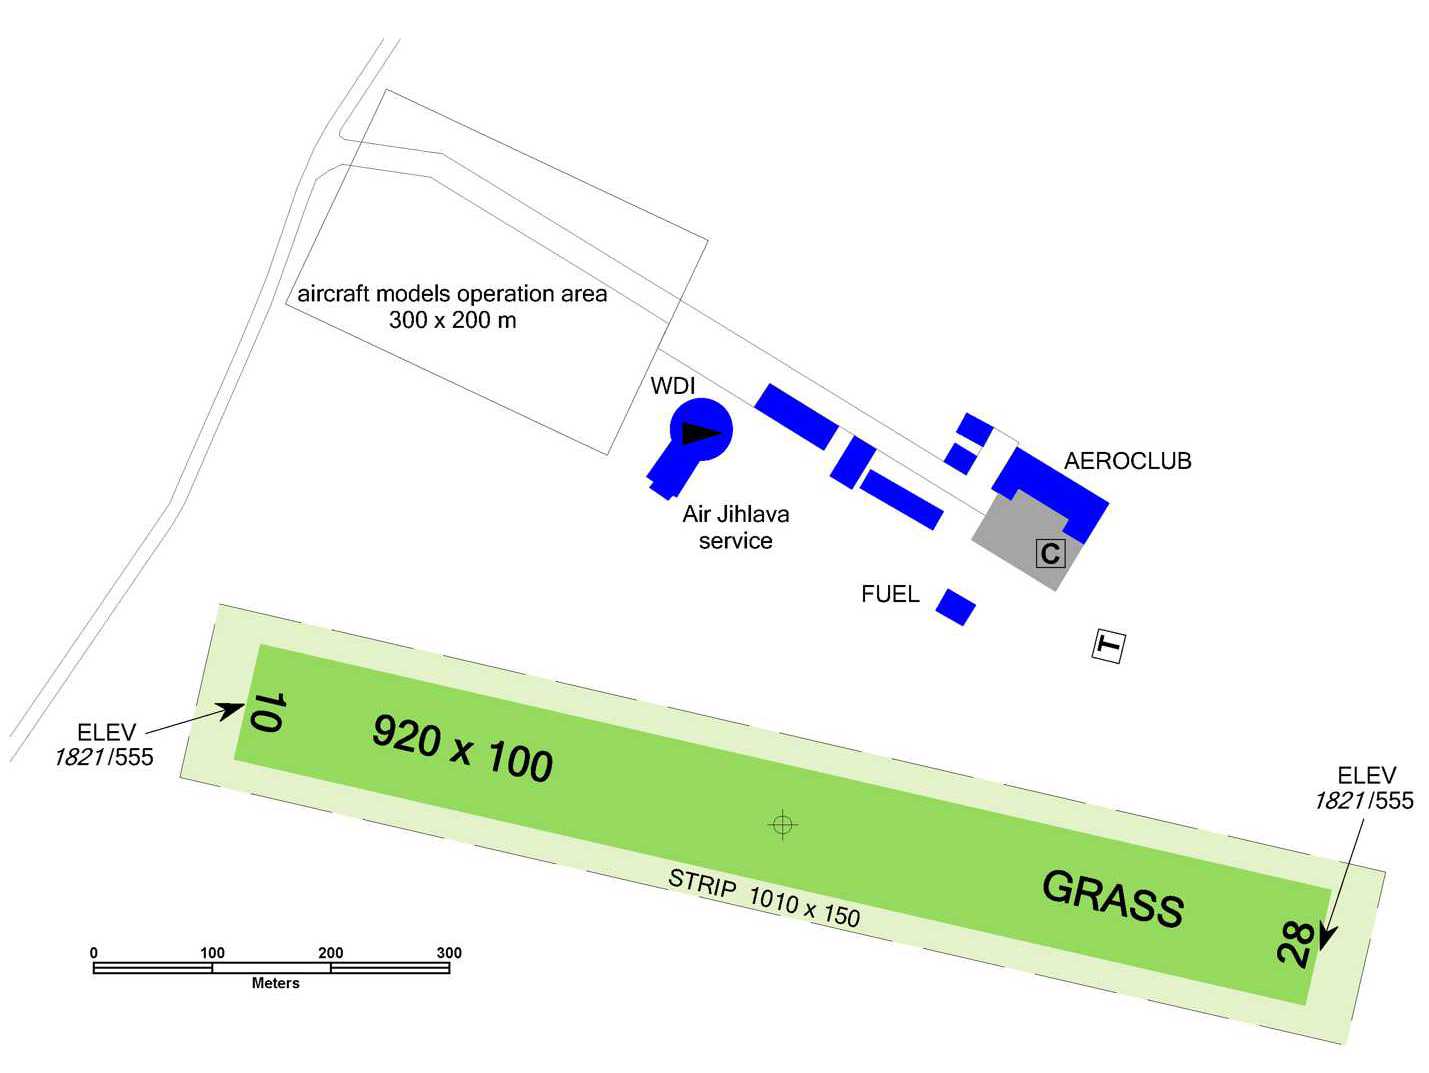 aircraft models operation area
300 x 200 m
WDI
AEROCLUB
Air Jihlava
service
C
FUEL
T
10
920 x 100
ELEV
1821/555
ELEV
1821/555
GRASS
28
STRIP 1010 x 150
0 100 200 300
Meters